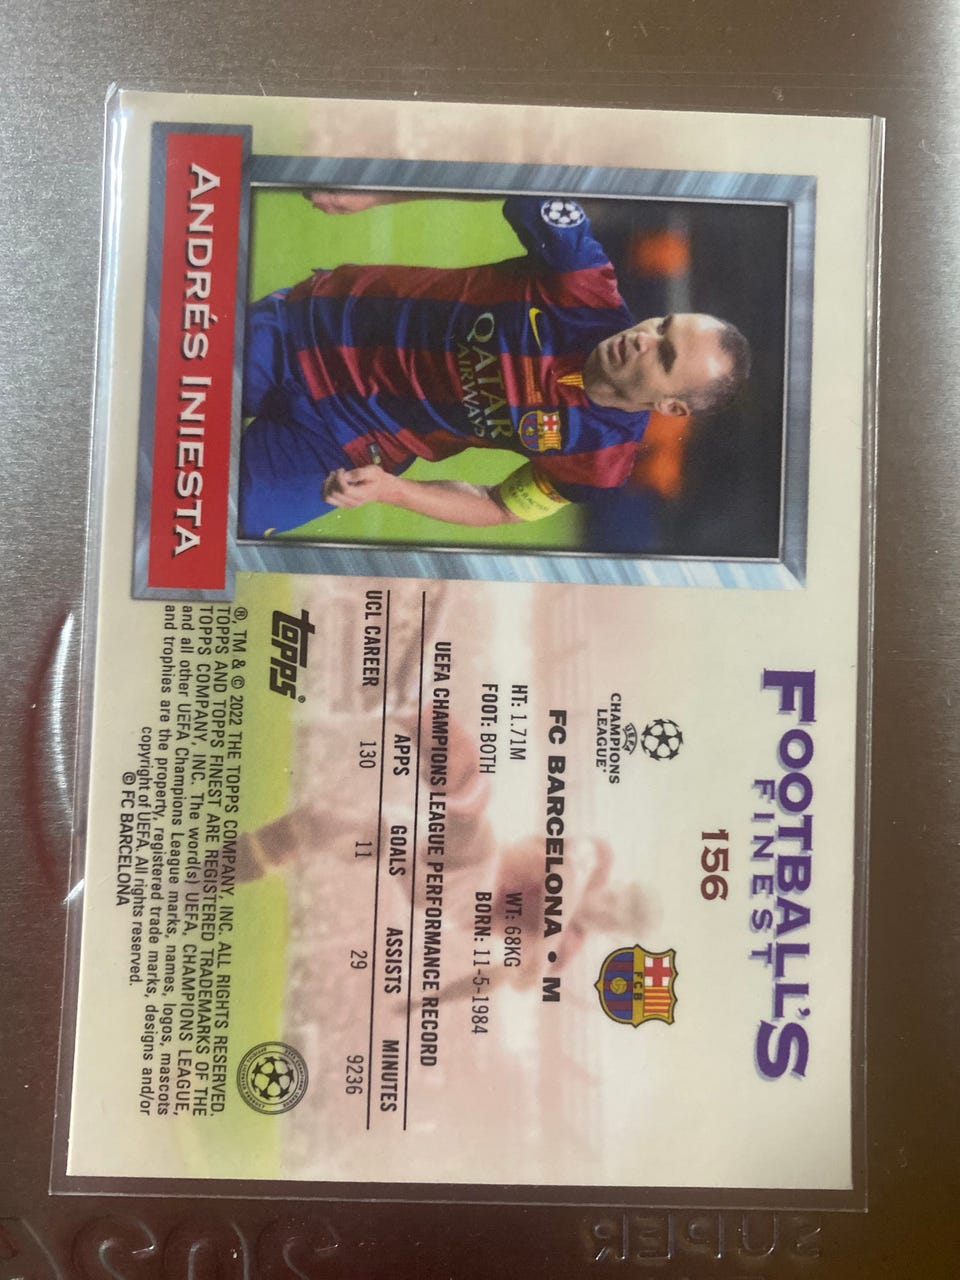 FOOTBALL'S
FINEST
156
UEFA
CHAMPIONS
LEAGUE®
FCB
FC BARCELONA • M
HT: 1.71M WT: 68KG
FOOT: BOTH BORN: 11-5-1984
UEFA CHAMPIONS LEAGUE PERFORMANCE RECORD
APPS GOALS ASSISTS MINUTES
UCL CAREER 130 11 29 9236
topps®
®, TM & © 2022 THE TOPPS COMPANY, INC. ALL RIGHTS RESERVED.
TOPPS AND TOPPS FINEST ARE REGISTERED TRADEMARKS OF THE
TOPPS COMPANY, INC. The word(s) UEFA, CHAMPIONS LEAGUE,
and all other UEFA Champions League marks, names, logos, mascots
and trophies are the property, registered trade marks, designs and/or
copyright of UEFA. All rights reserved.
© FC BARCELONA
QATAR
AIRWAYS
ANDRÉS INIESTA